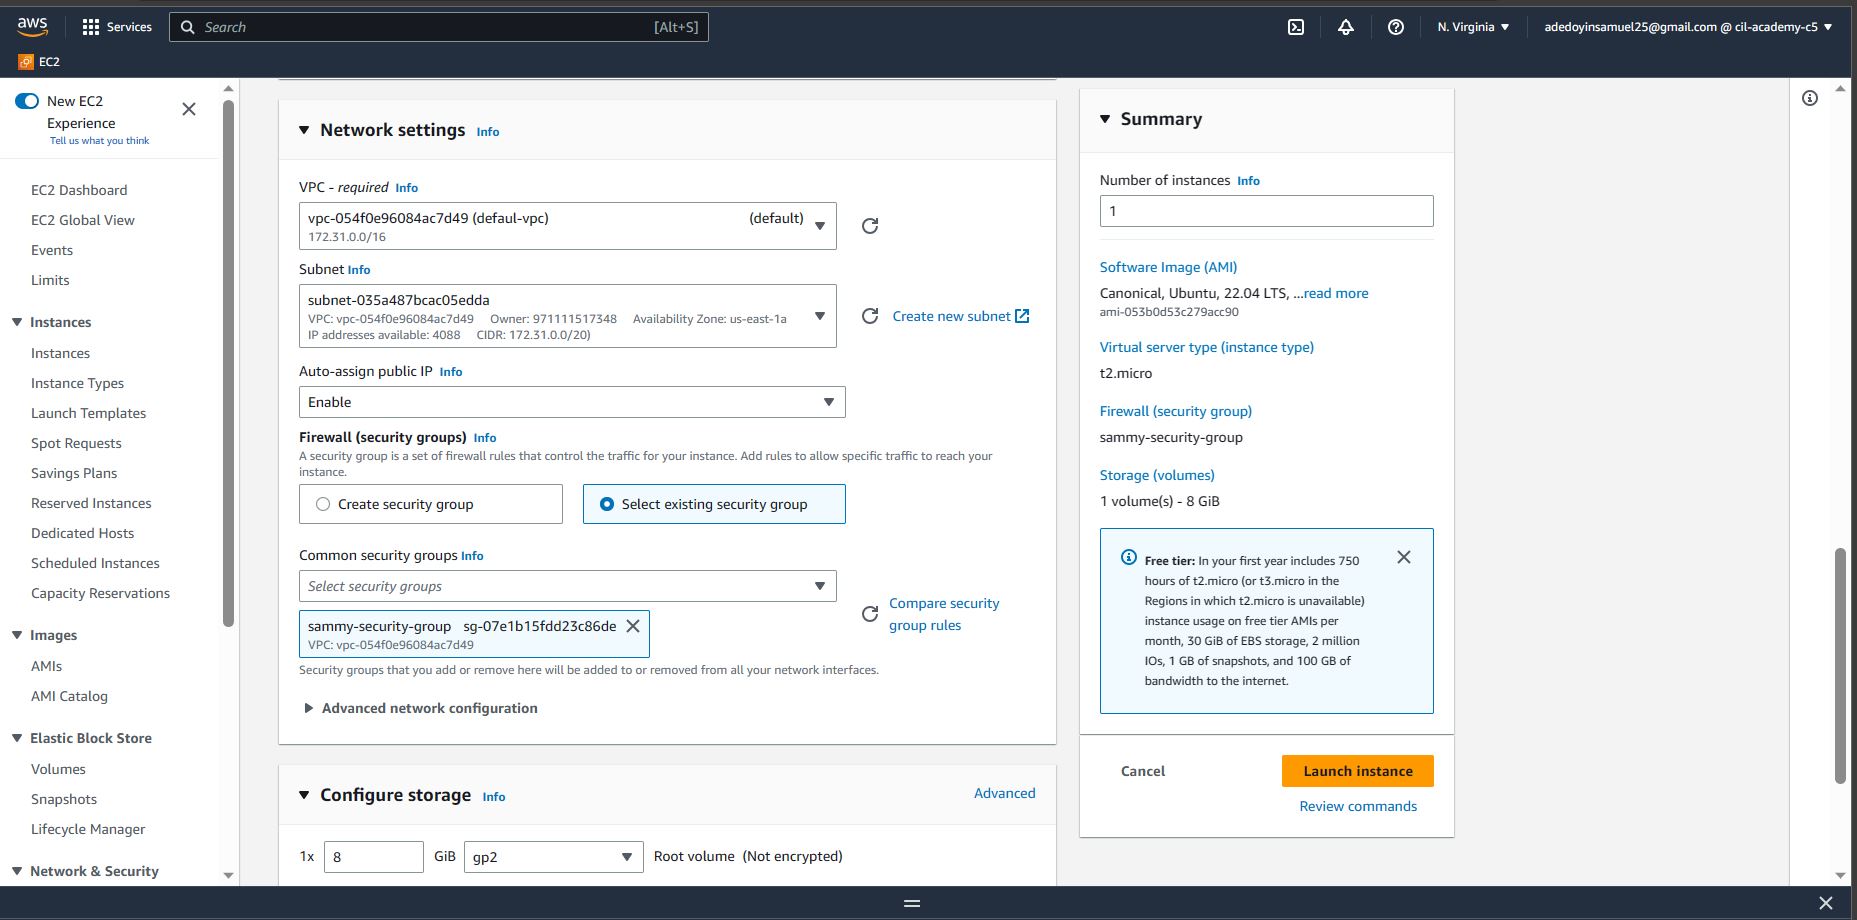 aws
Services
Search
[Alt+S]
N. Virginia
adedoyinsamuel25@gmail.com @ cil-academy-c5
EC2
New EC2
Experience
Tell us what you think
EC2 Dashboard
EC2 Global View
Events
Limits
Instances
Instances
Instance Types
Launch Templates
Spot Requests
Savings Plans
Reserved Instances
Dedicated Hosts
Scheduled Instances
Capacity Reservations
Images
AMIs
AMI Catalog
Elastic Block Store
Volumes
Snapshots
Lifecycle Manager
Network & Security
Network settings Info
VPC - required Info
vpc-054f0e96084ac7d49 (defaul-vpc) (default)
172.31.0.0/16
Subnet Info
subnet-035a487bcac05edda
VPC: vpc-054f0e96084ac7d49 Owner: 971111517348 Availability Zone: us-east-1a
IP addresses available: 4088 CIDR: 172.31.0.0/20)
Create new subnet
Auto-assign public IP Info
Enable
Firewall (security groups) Info
A security group is a set of firewall rules that control the traffic for your instance. Add rules to allow specific traffic to reach your
instance.
Create security group
Select existing security group
Common security groups Info
Select security groups
Compare security
group rules
sammy-security-group sg-07e1b15fdd23c86de
VPC: vpc-054f0e96084ac7d49
Security groups that you add or remove here will be added to or removed from all your network interfaces.
Advanced network configuration
Configure storage Info
Advanced
1x 8 GiB gp2 Root volume (Not encrypted)
Summary
Number of instances Info
1
Software Image (AMI)
Canonical, Ubuntu, 22.04 LTS, ...read more
ami-053b0d53c279acc90
Virtual server type (instance type)
t2.micro
Firewall (security group)
sammy-security-group
Storage (volumes)
1 volume(s) - 8 GiB
Free tier: In your first year includes 750
hours of t2.micro (or t3.micro in the
Regions in which t2.micro is unavailable)
instance usage on free tier AMIs per
month, 30 GiB of EBS storage, 2 million
IOs, 1 GB of snapshots, and 100 GB of
bandwidth to the internet.
Cancel
Launch instance
Review commands